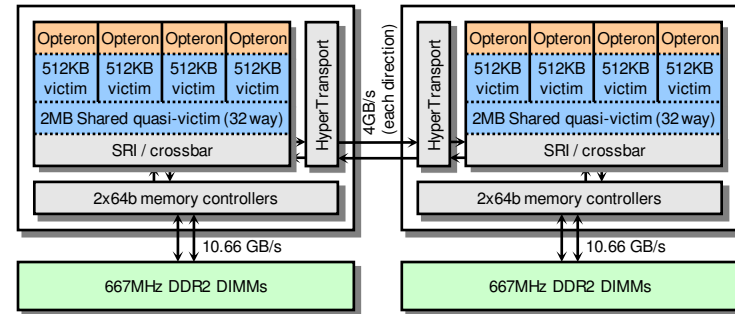 Opteron Opteron Opteron Opteron
512KB 512KB 512KB 512KB
victim victim victim victim
2MB Shared quasi-victim (32 way)
SRI / crossbar
HyperTransport
2x64b memory controllers
10.66 GB/s
667MHz DDR2 DIMMs
4GB/s
(each direction)
HyperTransport
Opteron Opteron Opteron Opteron
512KB 512KB 512KB 512KB
victim victim victim victim
2MB Shared quasi-victim (32 way)
SRI / crossbar
2x64b memory controllers
10.66 GB/s
667MHz DDR2 DIMMs